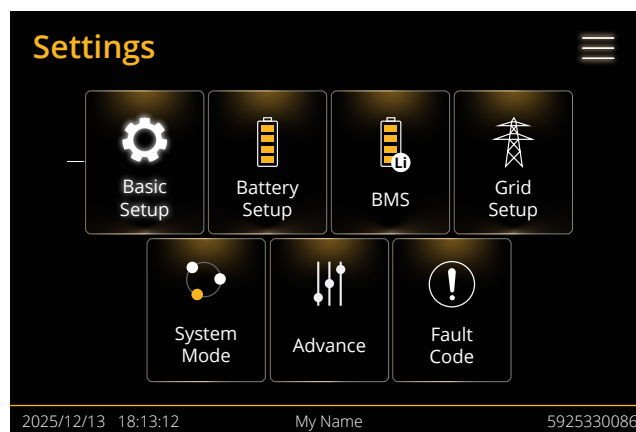 Settings
Basic
Setup
Battery
Setup
Li
BMS
Grid
Setup
System
Mode
Advance
Fault
Code
2025/12/13 18:13:12 My Name 5925330086